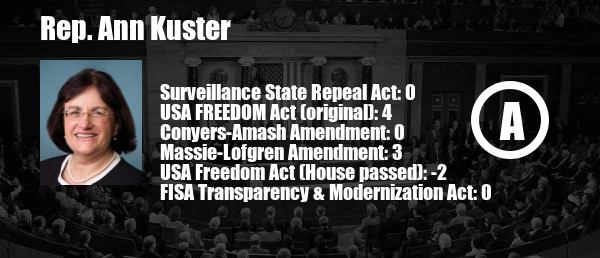 Rep. Ann Kuster
Surveillance State Repeal Act: 0
USA FREEDOM Act (original): 4
Conyers-Amash Amendment: 0
Massie-Lofgren Amendment: 3
USA Freedom Act (House passed): -2
FISA Transparency & Modernization Act: 0
A